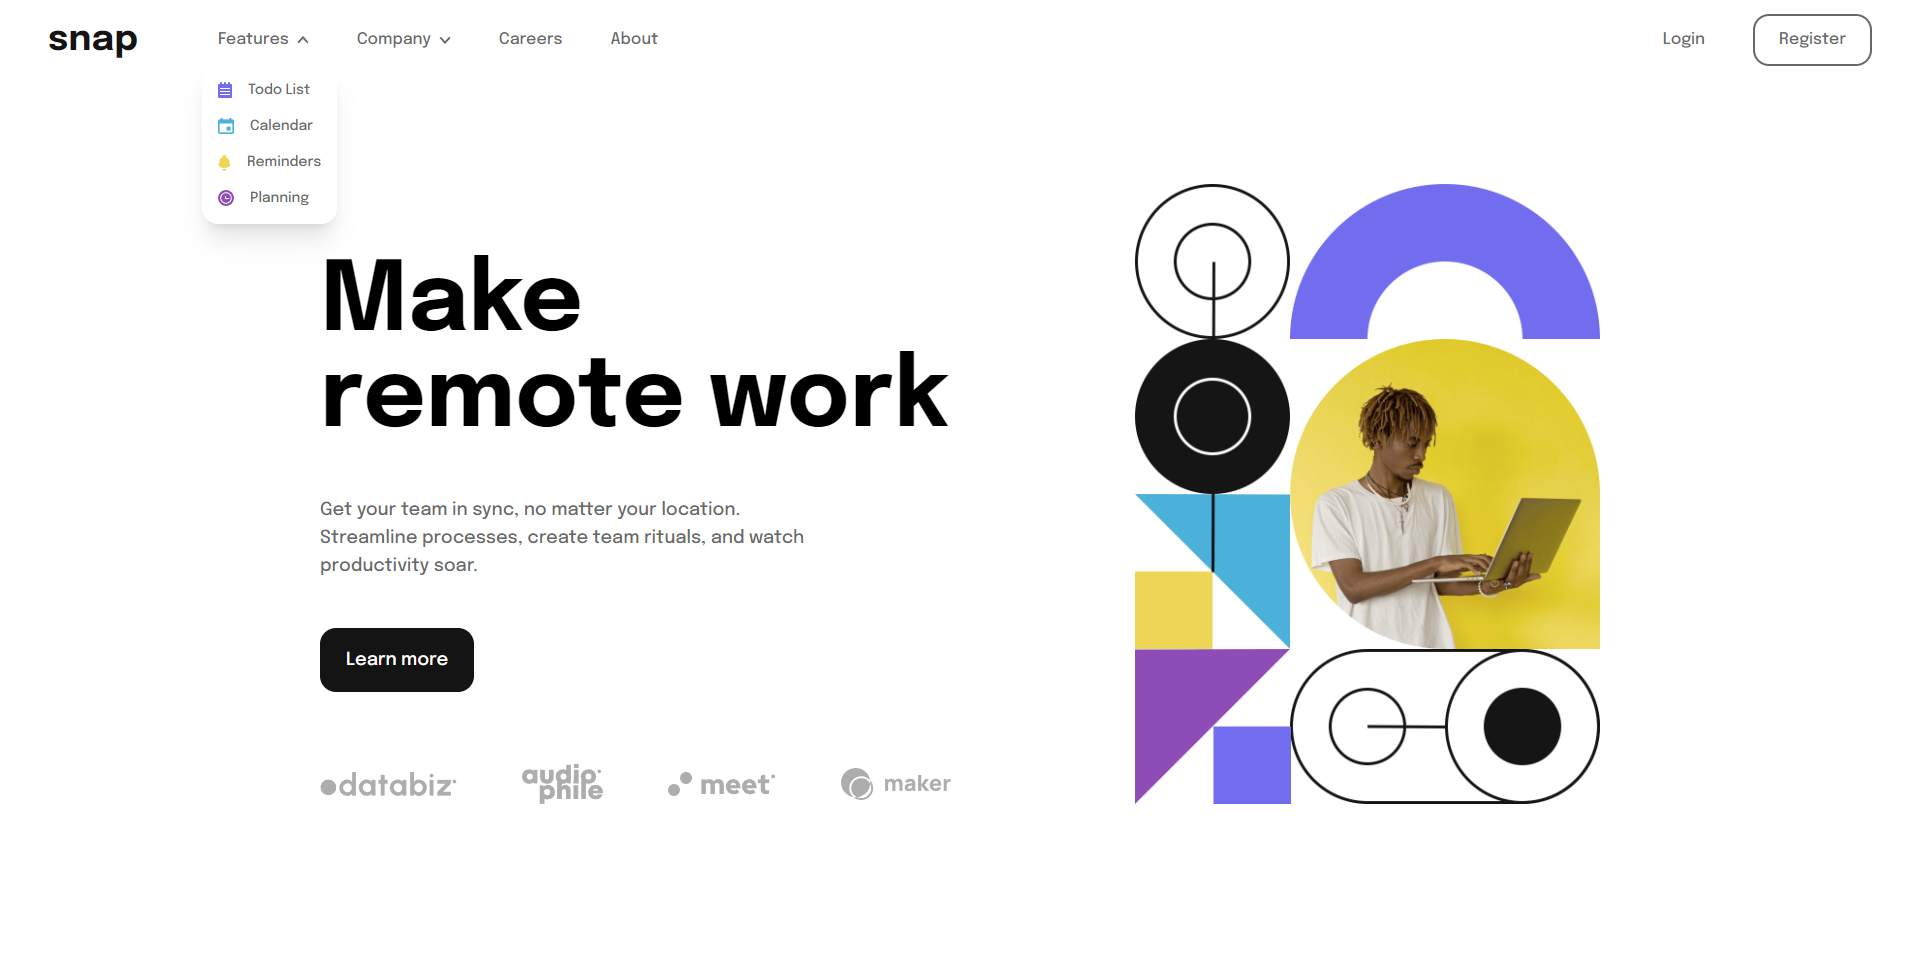 snap
Features
Company
Careers
About
Login
Register
Todo List
Calendar
Reminders
Planning
Make
remote work
Get your team in sync, no matter your location.
Streamline processes, create team rituals, and watch
productivity soar.
Learn more
databiz
audio
phile
meet
maker